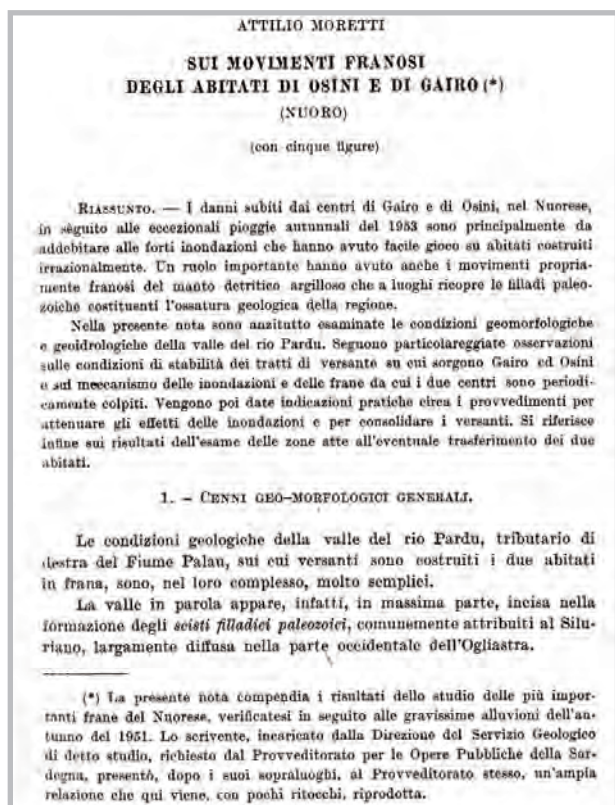 ATTILIO MORETTI
SUI MOVIMENTI FRANOSI
DEGLI ABITATI DI OSINI E DI GAIRO (*)
(NUORO)
(con cinque figure)
RIASSUNTO. — I danni subiti dai centri di Gairo e di Osini, nel Nuorese,
in sèguito alle eccezionali pioggie autunnali del 1953 sono principalmente da
addebitare alle forti inondazioni che hanno avuto facile gioco su abitati costruiti
irrazionalmente. Un ruolo importante hanno avuto anche i movimenti propria-
mente franosi del manto detritico argilloso che a luoghi ricopre le filladi paleo-
zoiche costituenti l'ossatura geologica della regione.
Nella presente nota sono anzitutto esaminate le condizioni geomorfologiche
e geoidrologiche della valle del rio Pardu. Seguono particolareggiate osservazioni
sulle condizioni di stabilità dei tratti di versante su cui sorgono Gairo ed Osini
e sul meccanismo delle inondazioni e delle frane da cui i due centri sono periodi-
camente colpiti. Vengono poi date indicazioni pratiche circa i provvedimenti per
attenuare gli effetti delle inondazioni e per consolidare i versanti. Si riferisce
infine sui risultati dell'esame delle zone atte all'eventuale trasferimento dei due
abitati.
1. – CENNI GEO-MORFOLOGICI GENERALI.
Le condizioni geologiche della valle del rio Pardu, tributario di
destra del Fiume Palau, sui cui versanti sono costruiti i due abitati
in frana, sono, nel loro complesso, molto semplici.
La valle in parola appare, infatti, in massima parte, incisa nella
formazione degli scisti filladici paleozoici, comunemente attribuiti al Silu-
riano, largamente diffusa nella parte occidentale dell'Ogliastra.
(*) La presente nota compendia i risultati dello studio delle più impor-
tanti frane del Nuorese, verificatesi in seguito alle gravissime alluvioni dell'au-
tunno del 1951. Lo scrivente, incaricato dalla Direzione del Servizio Geologico
di detto studio, richiesto dal Provveditorato per le Opere Pubbliche della Sar-
degna, presentò, dopo i suoi sopraluoghi, al Provveditorato stesso, un'ampia
relazione che qui viene, con pochi ritocchi, riprodotta.